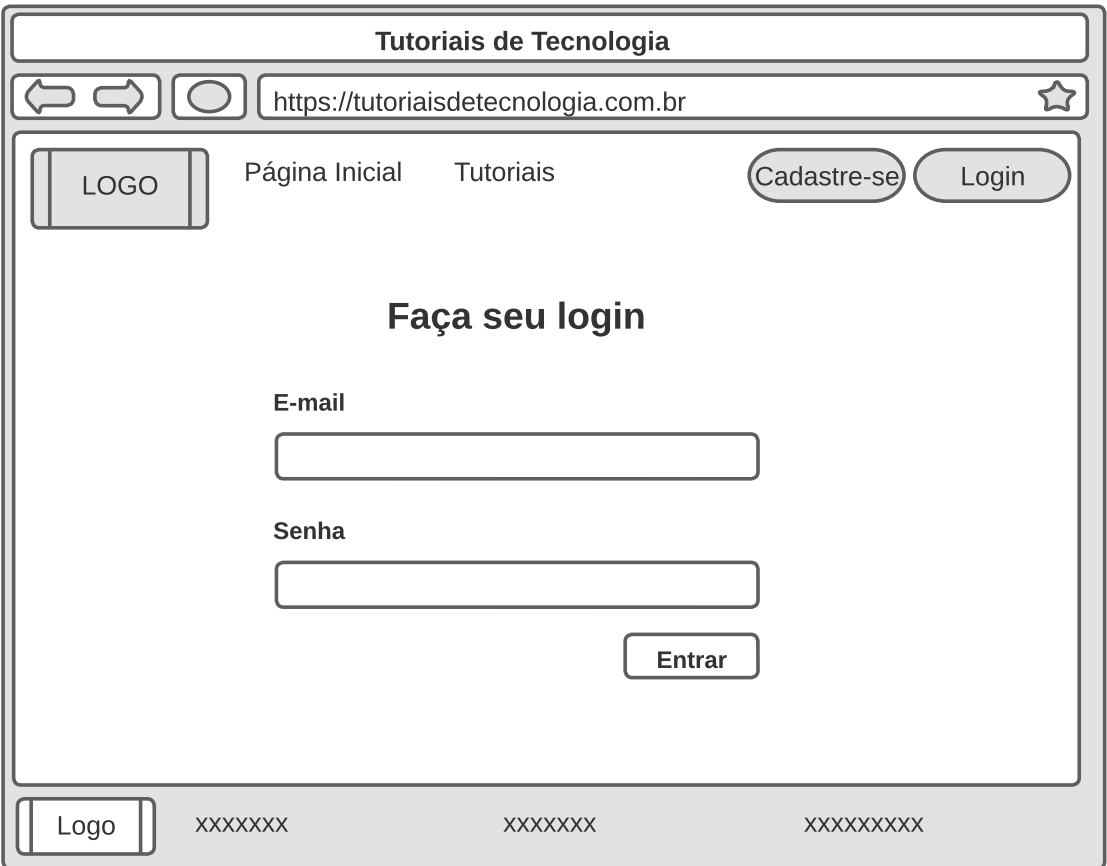 Tutoriais de Tecnologia
https://tutoriaisdetecnologia.com.br
LOGO Página Inicial Tutoriais Cadastre-se Login
Faça seu login
E-mail
Senha
Entrar
Logo xxxxxxx xxxxxxx xxxxxxxxx